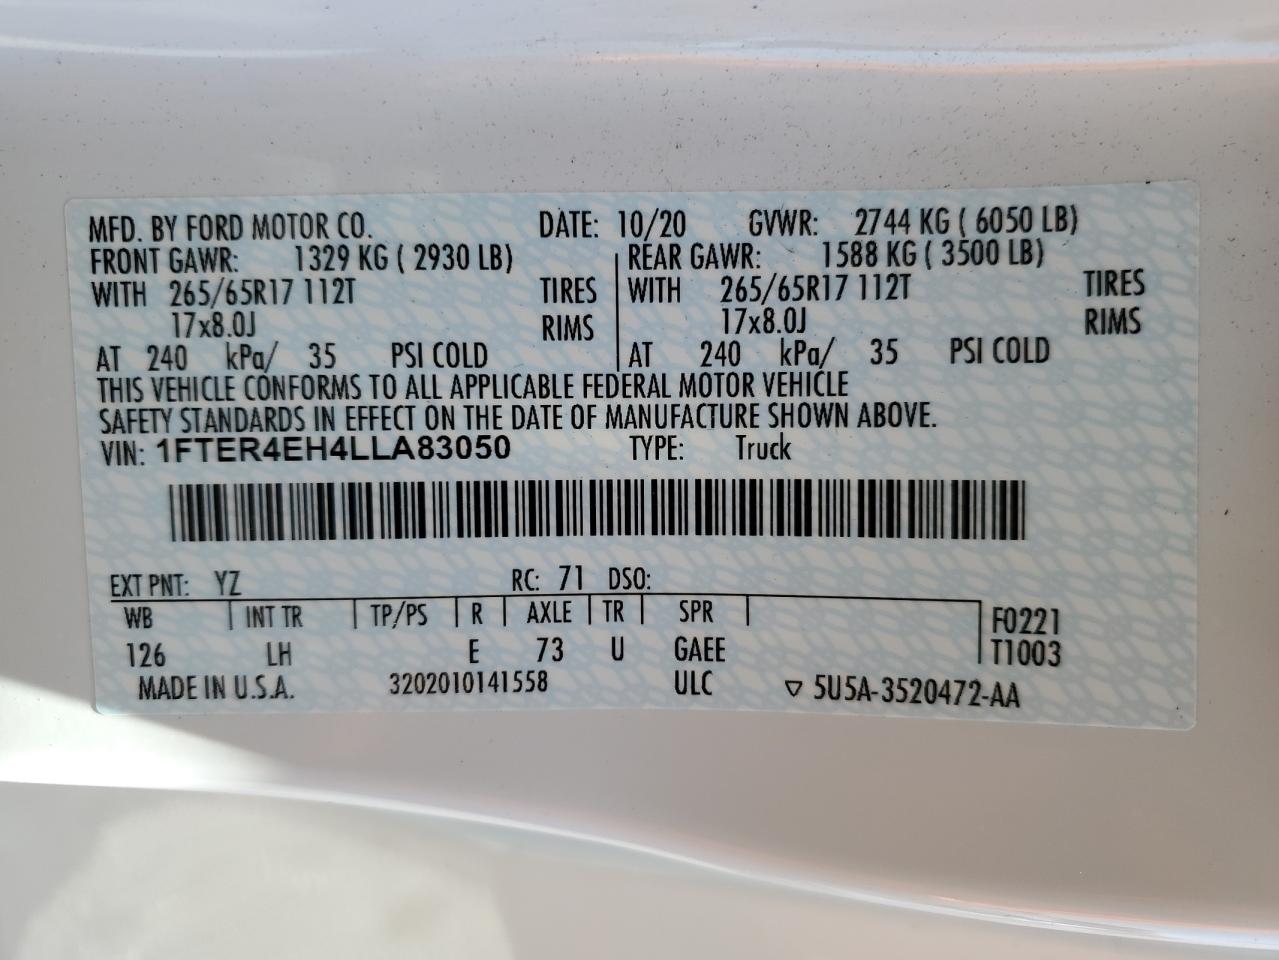 MFD. BY FORD MOTOR CO. DATE: 10/20 GVWR: 2744 KG ( 6050 LB)
FRONT GAWR: 1329 KG ( 2930 LB) REAR GAWR: 1588 KG ( 3500 LB)
WITH 265/65R17 112T TIRES WITH 265/65R17 112T TIRES
17x8.0J RIMS 17x8.0J RIMS
AT 240 kPa/ 35 PSI COLD AT 240 kPa/ 35 PSI COLD
THIS VEHICLE CONFORMS TO ALL APPLICABLE FEDERAL MOTOR VEHICLE
SAFETY STANDARDS IN EFFECT ON THE DATE OF MANUFACTURE SHOWN ABOVE.
VIN: 1FTER4EH4LLA83050 TYPE: Truck
EXT PNT: YZ RC: 71 DSO:
WB INT TR TP/PS R AXLE TR SPR F0221
126 LH E 73 U GAEE T1003
MADE IN U.S.A. 3202010141558 ULC ▽ 5U5A-3520472-AA